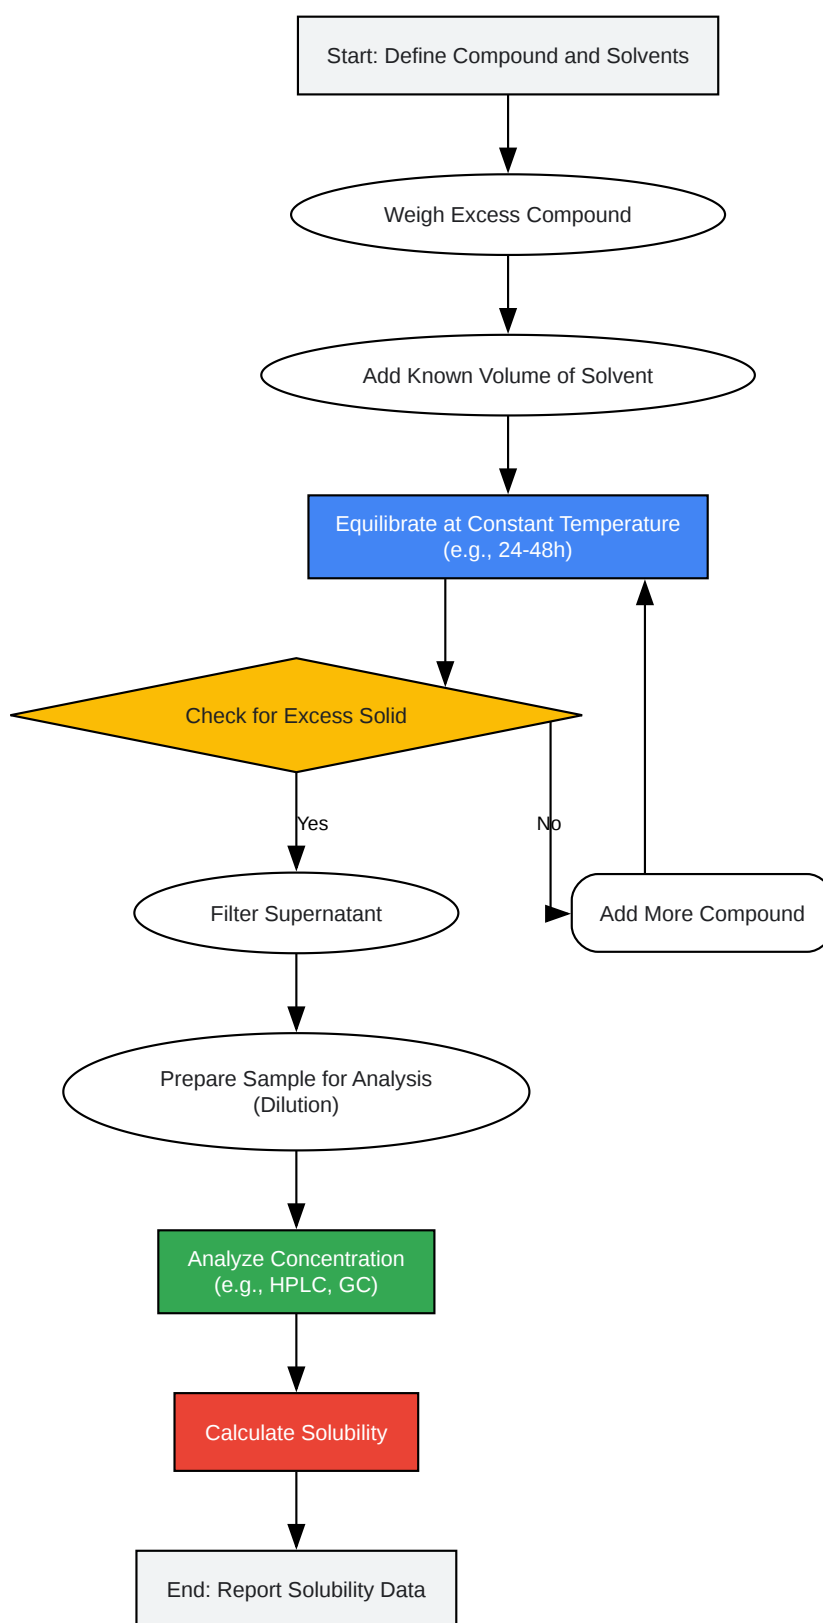 Start: Define Compound and Solvents
Weigh Excess Compound
Add Known Volume of Solvent
Equilibrate at Constant Temperature
(e.g., 24-48h)
Check for Excess Solid
Yes
No
Filter Supernatant
Add More Compound
Prepare Sample for Analysis
(Dilution)
Analyze Concentration
(e.g., HPLC, GC)
Calculate Solubility
End: Report Solubility Data